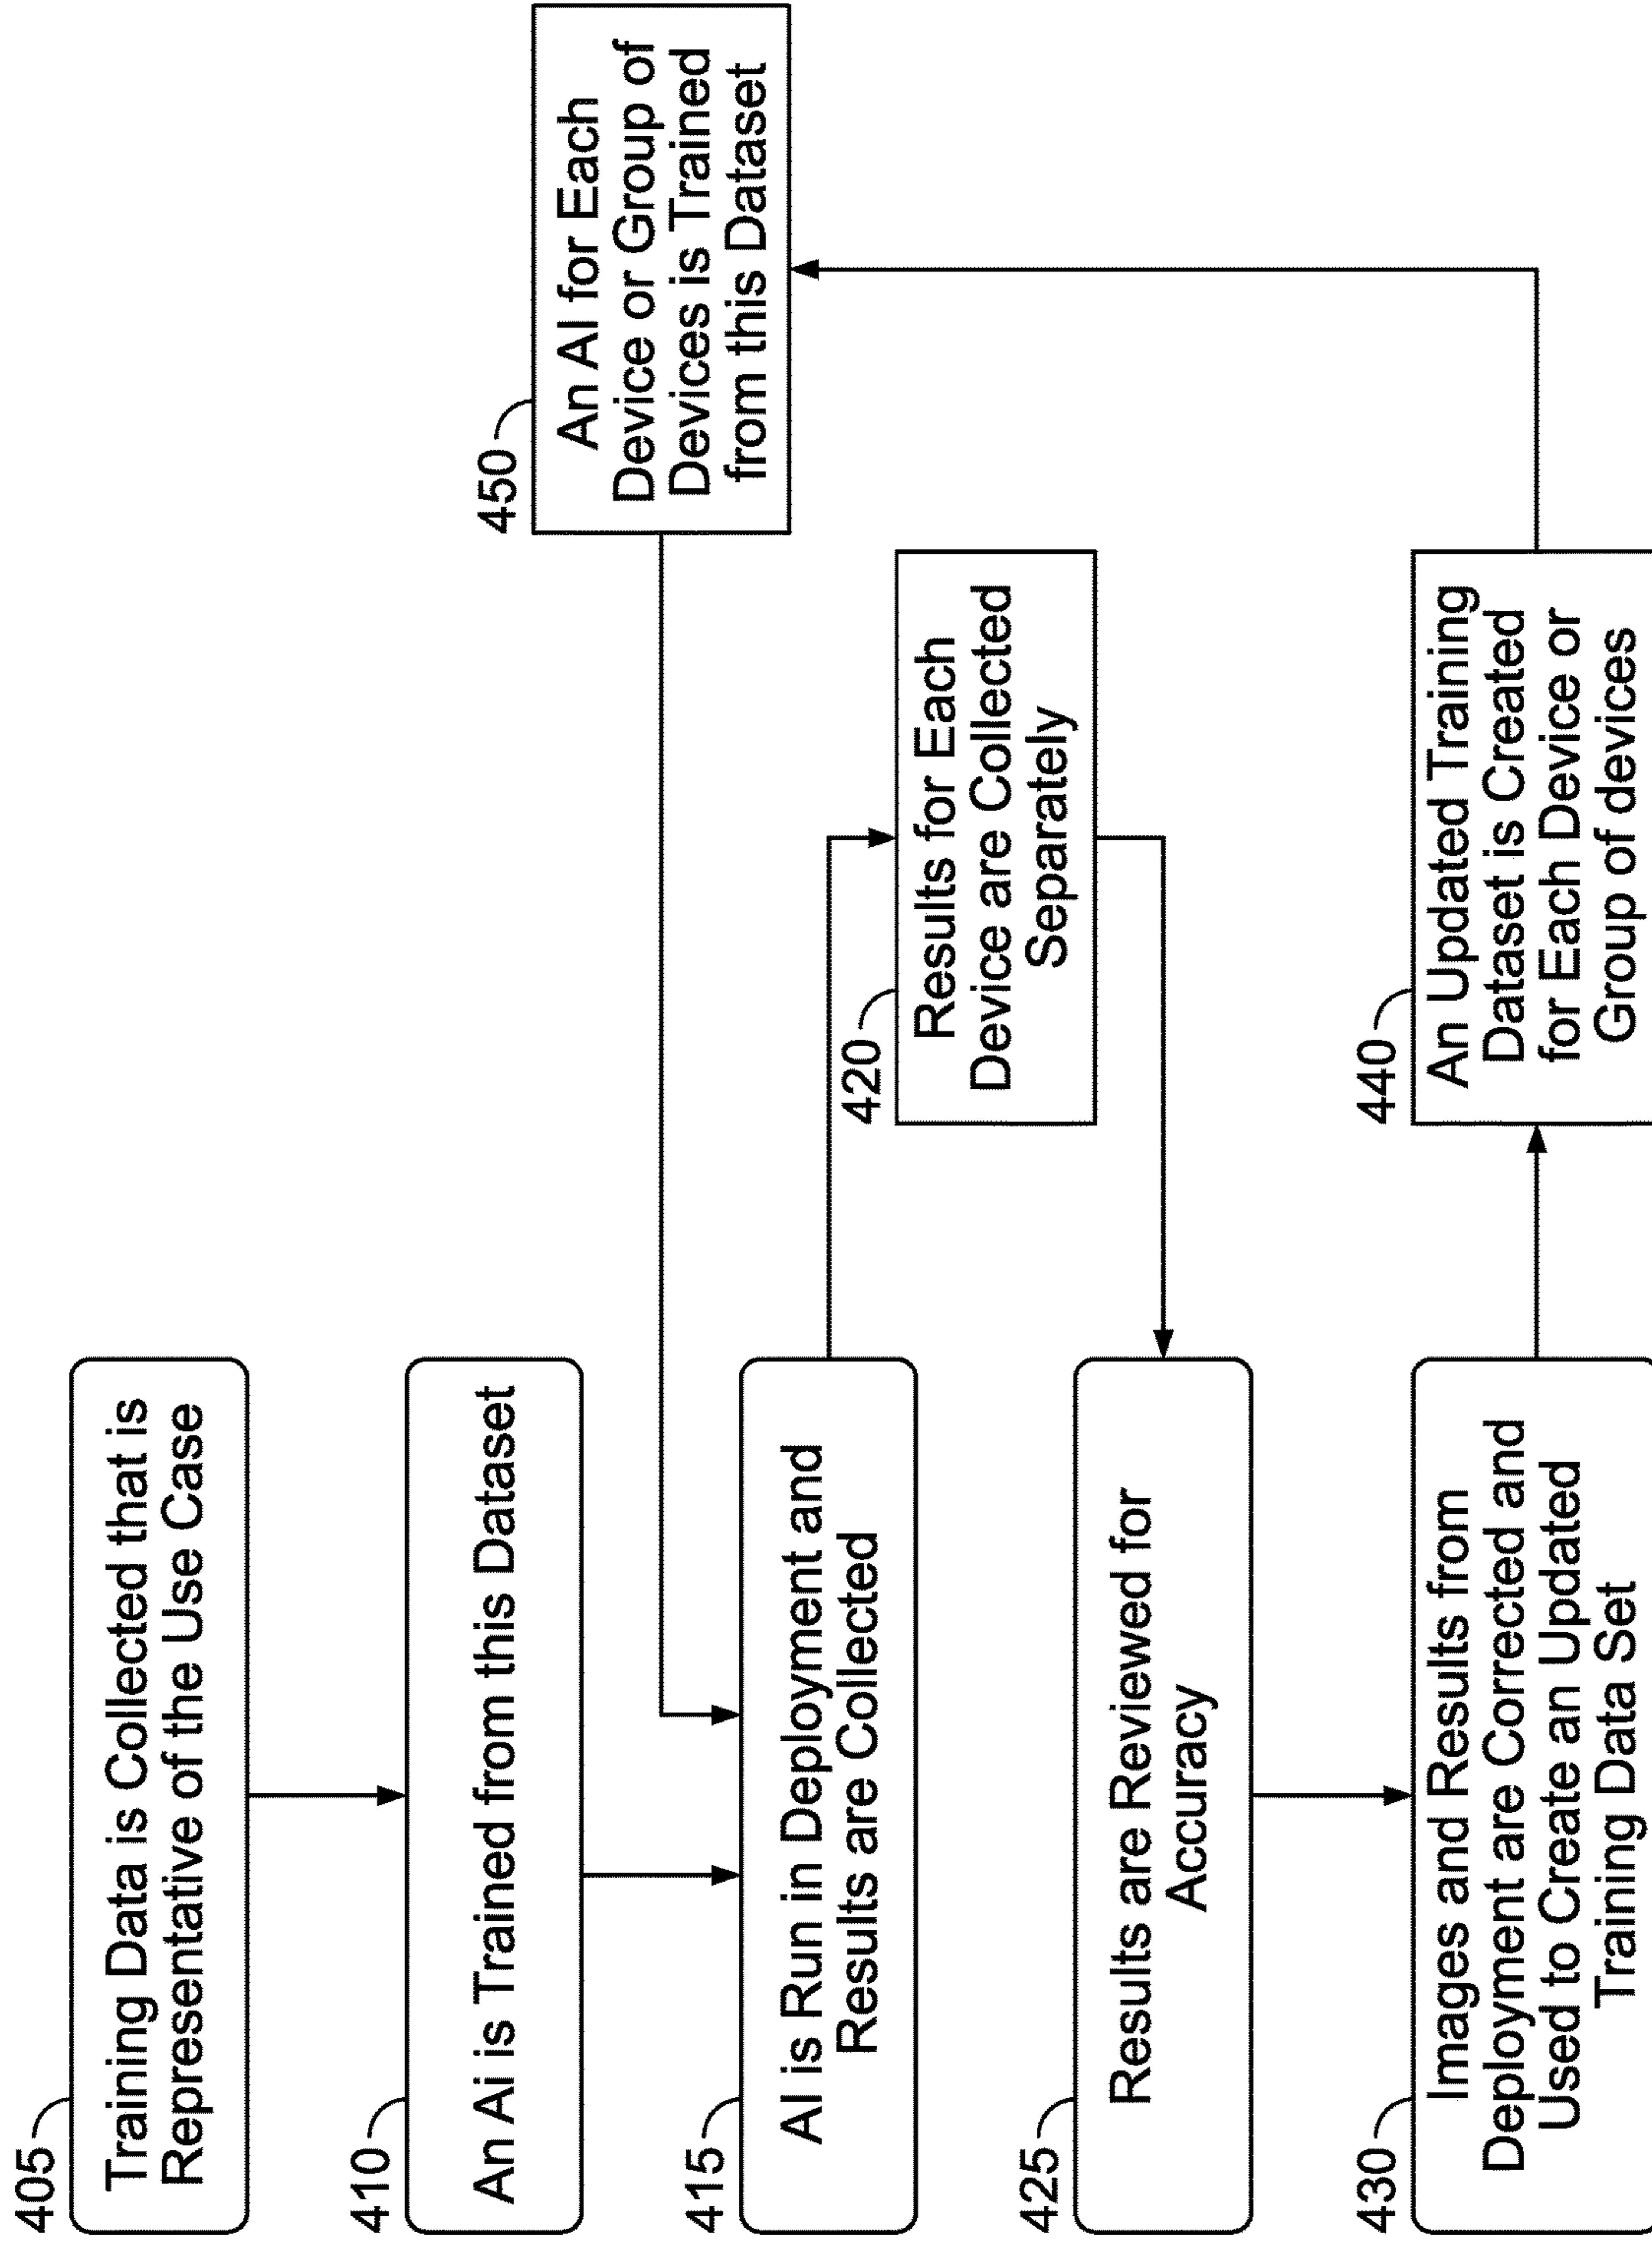 405
Training Data is Collected that is
Representative of the Use Case
410
An Ai is Trained from this Dataset
415
AI is Run in Deployment and
Results are Collected
420
Results for Each
Device are Collected
Separately
425
Results are Reviewed for
Accuracy
430
Images and Results from
Deployment are Corrected and
Used to Create an Updated
Training Data Set
440
An Updated Training
Dataset is Created
for Each Device or
Group of devices
450
An AI for Each
Device or Group of
Devices is Trained
from this Dataset